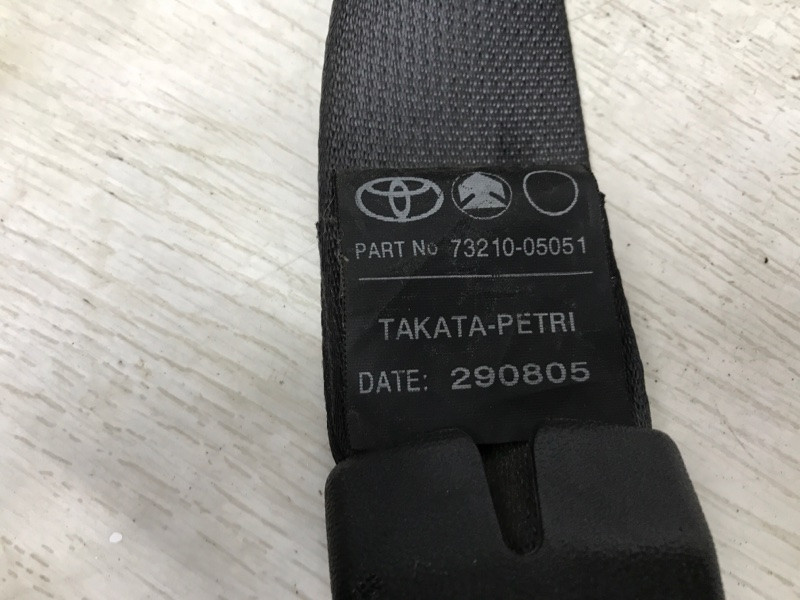 PART No 73210-05051
TAKATA-PETRI
DATE: 290805